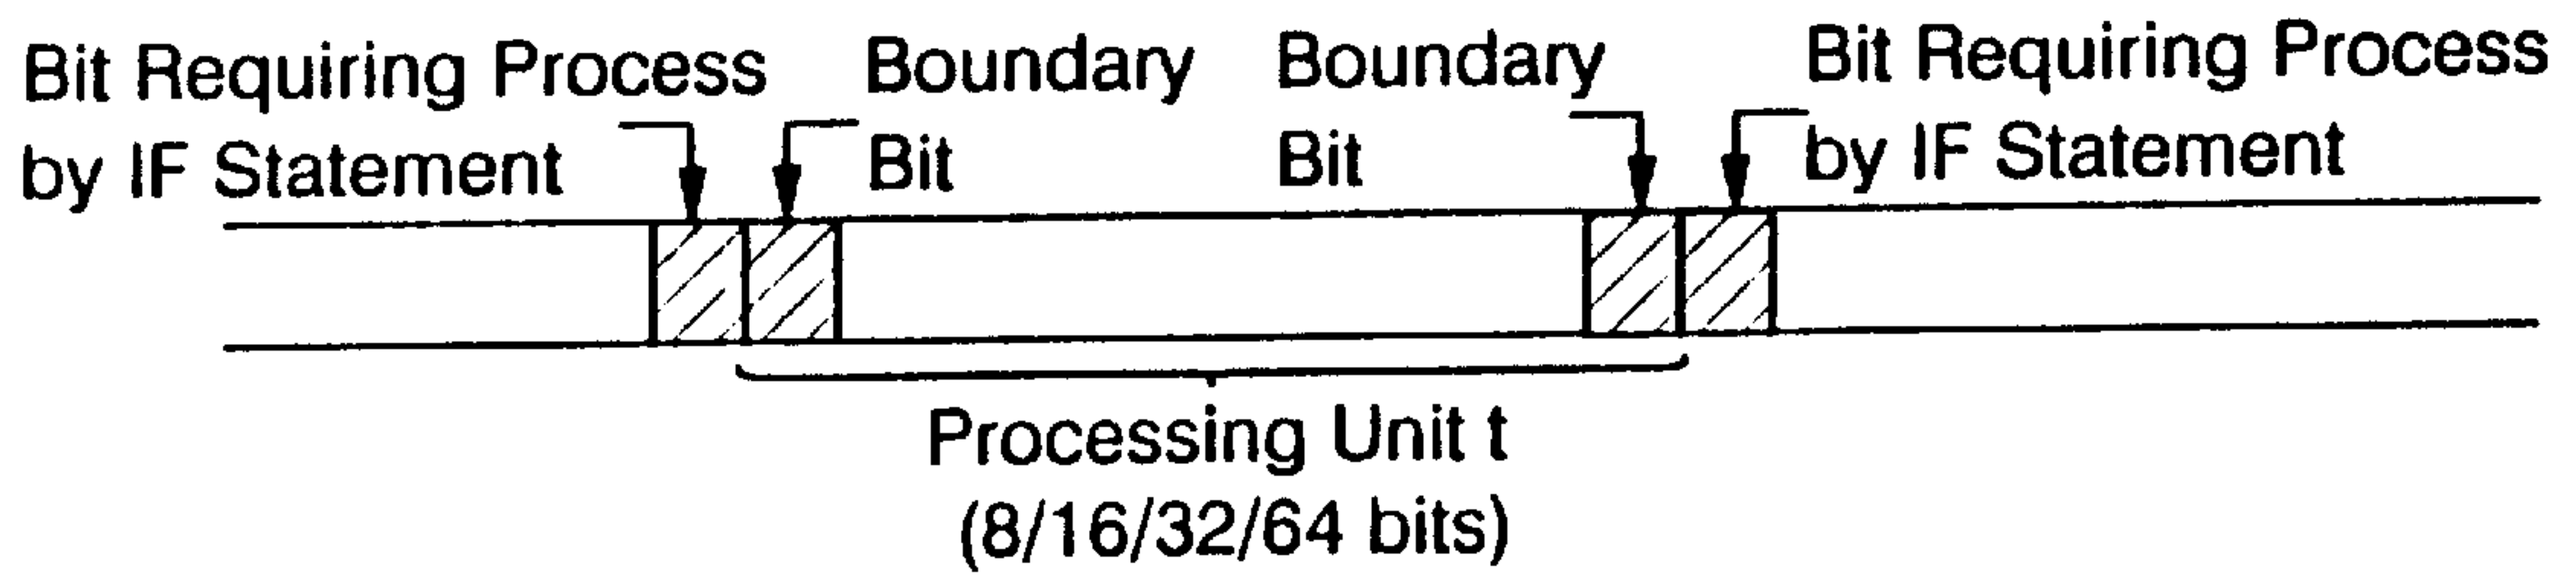 Bit Requiring Process
by IF Statement
Boundary
Bit
Boundary
Bit
Bit Requiring Process
by IF Statement
Processing Unit t
(8/16/32/64 bits)